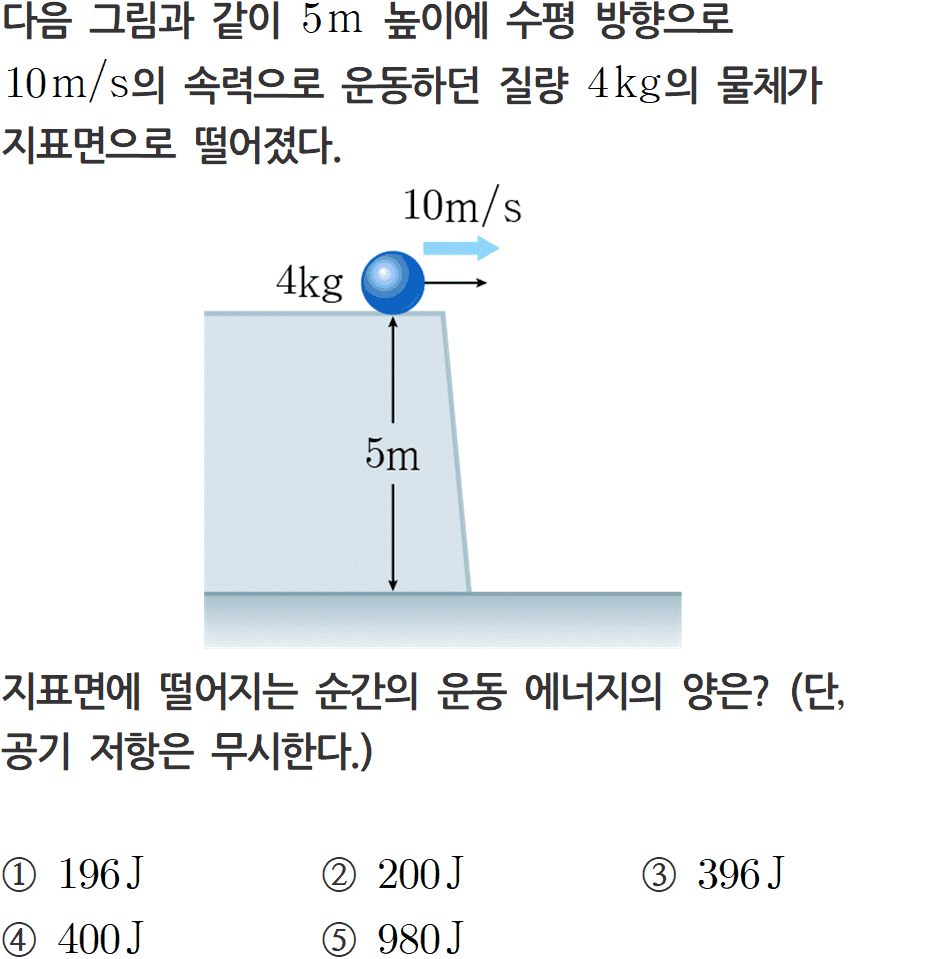 다음 그림과 같이 5m 높이에 수평 방향으로
10m/s의 속력으로 운동하던 질량 4kg의 물체가
지표면으로 떨어졌다.
10m/s
4kg
5m
지표면에 떨어지는 순간의 운동 에너지의 양은? (단,
공기 저항은 무시한다.)
① 196J ② 200J ③ 396J
④ 400J ⑤ 980J